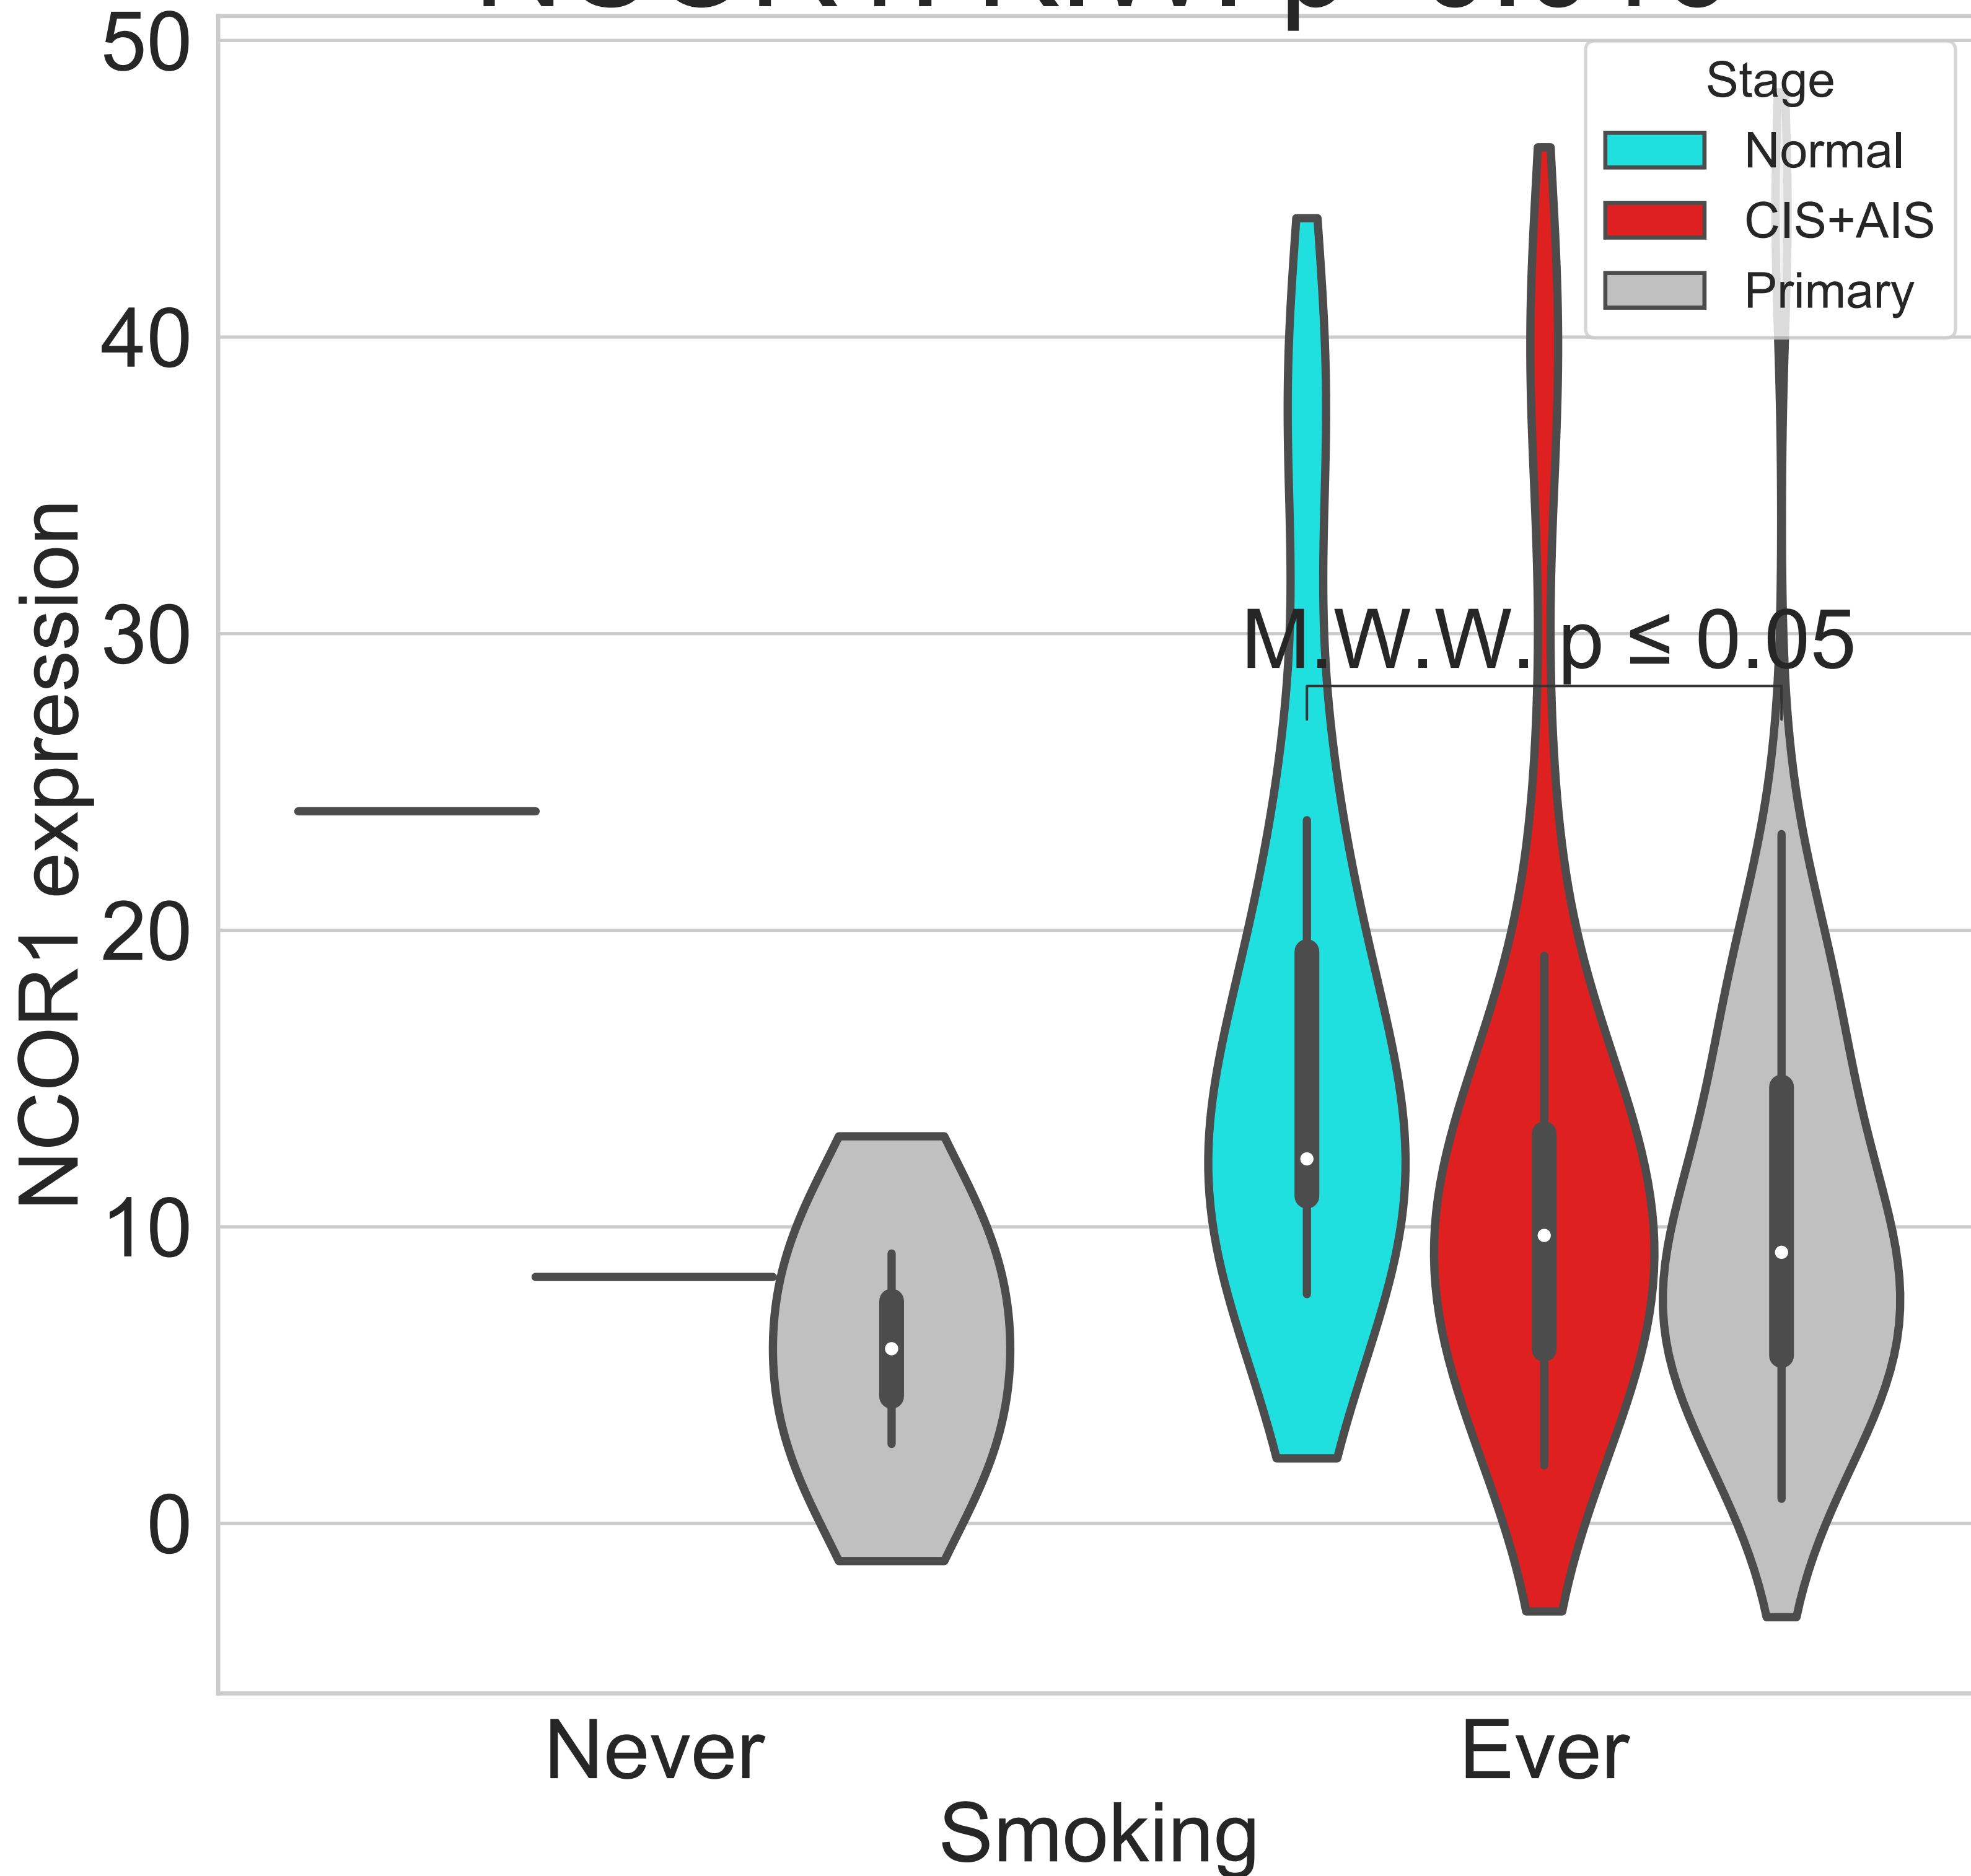 50
Stage
Normal
CIS+AIS
Primary
40
30
M.W.W. p ≤ 0.05
20
10
0
NCOR1 expression
Never
Ever
Smoking